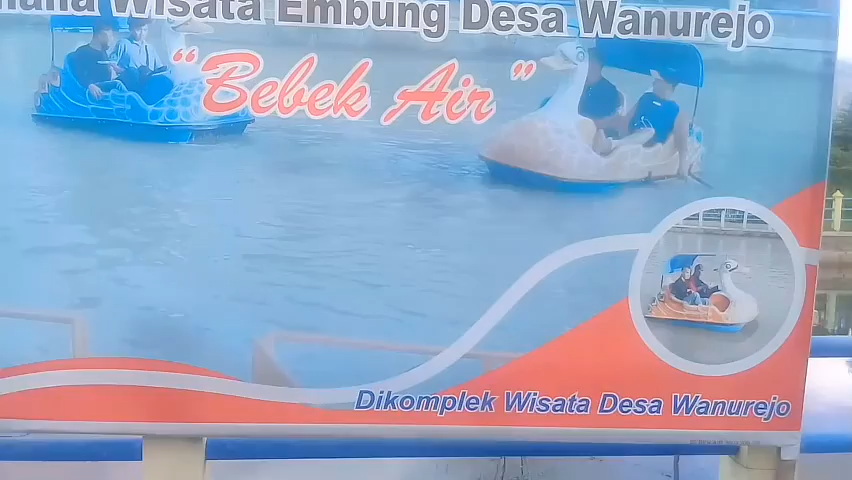 Wisata Embung Desa Wanurejo
“Bebek Air”
Dikomplek Wisata Desa Wanurejo